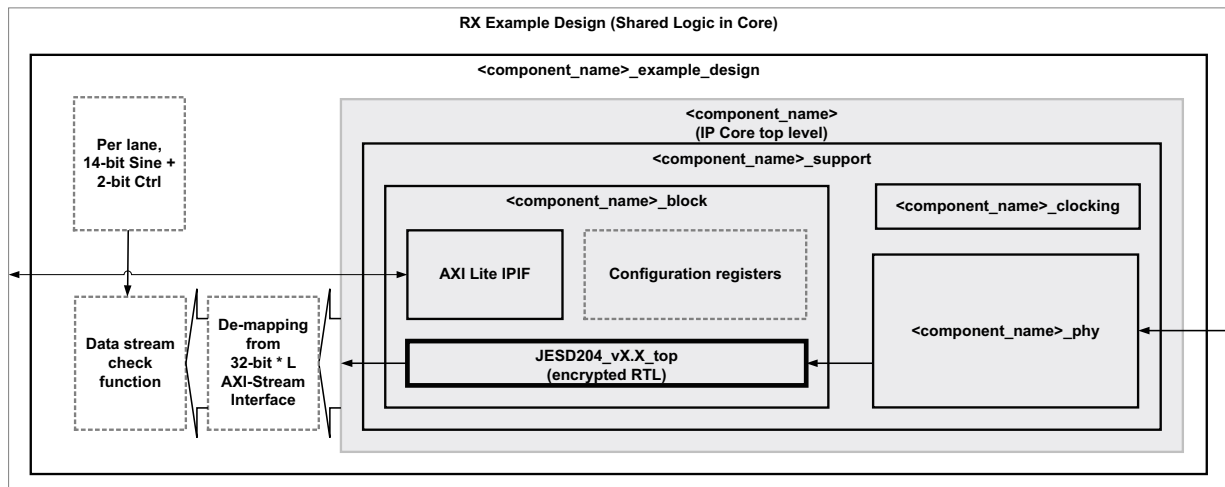 RX Example Design (Shared Logic in Core)
<component_name>_example_design
Per lane,
14-bit Sine +
2-bit Ctrl
<component_name>
(IP Core top level)
<component_name>_support
<component_name>_block
<component_name>_clocking
AXI Lite IPIF
Configuration registers
<component_name>_phy
Data stream
check
function
De-mapping
from
32-bit * L
AXI-Stream
Interface
JESD204_vX.X_top
(encrypted RTL)